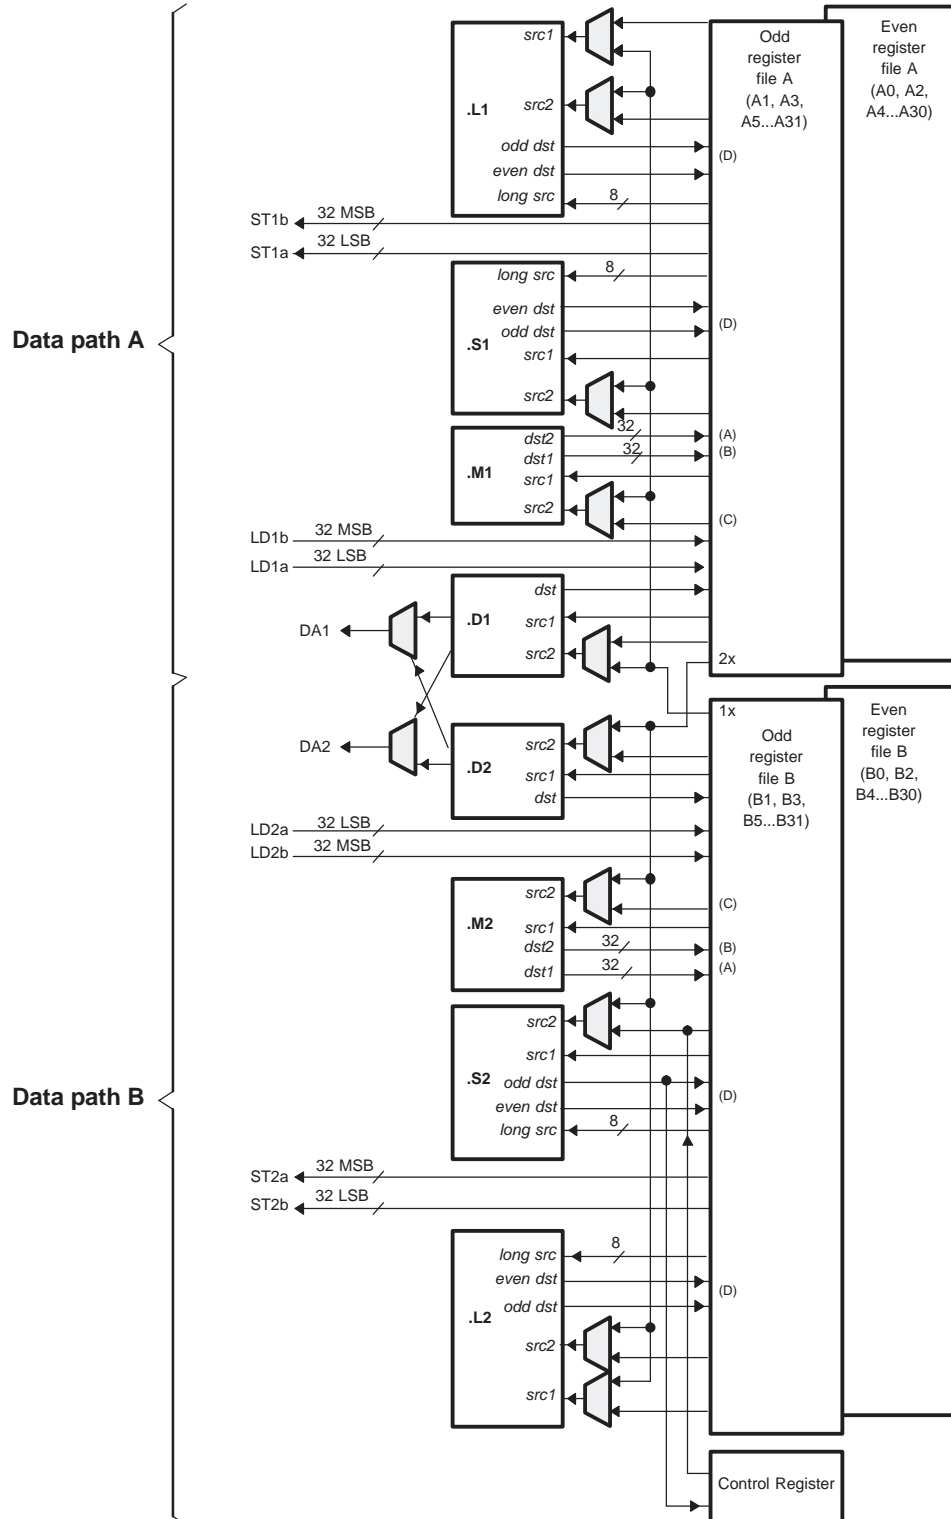 src1
Odd
register
file A
(A1, A3,
A5...A31)
Even
register
file A
(A0, A2,
A4...A30)
.L1
src2
odd dst
(D)
even dst
long src
8
ST1b
32 MSB
ST1a
32 LSB
long src
8
even dst
(D)
odd dst
Data path A
.S1
src1
src2
dst2
32
(A)
dst1
32
(B)
.M1
src1
src2
(C)
LD1b
32 MSB
LD1a
32 LSB
dst
.D1
src1
DA1
src2
2x
1x
Odd
register
file B
(B1, B3,
B5...B31)
Even
register
file B
(B0, B2,
B4...B30)
DA2
src2
.D2
src1
dst
LD2a
32 LSB
LD2b
32 MSB
src2
(C)
.M2
src1
dst2
32
(B)
dst1
32
(A)
src2
src1
.S2
odd dst
(D)
even dst
Data path B
long src
8
ST2a
32 MSB
ST2b
32 LSB
long src
8
even dst
(D)
odd dst
.L2
src2
src1
Control Register